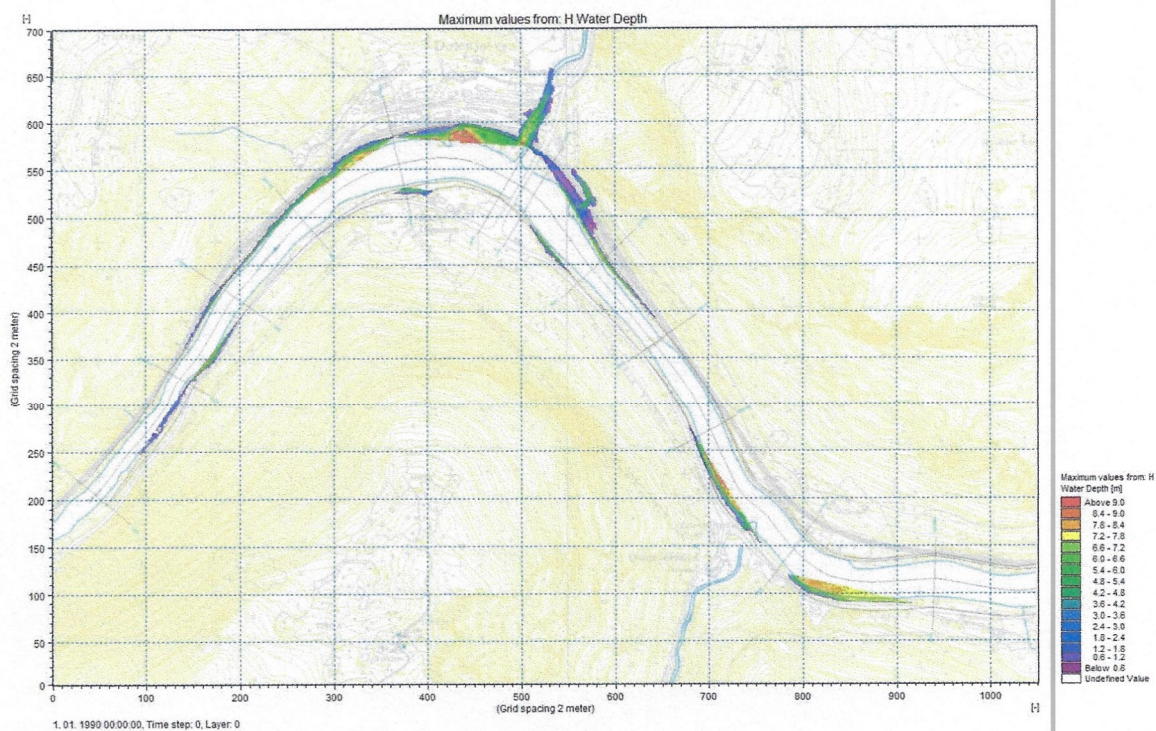 [-]
Maximum values from: H Water Depth
700
650
600
550
500
450
400
350
300
250
200
150
100
50
0
(Grid spacing 2 meter)
0 100 200 300 400 500 600 700 800 900 1000
(Grid spacing 2 meter)
[-]
1. 01. 1990 00:00:00, Time step: 0, Layer: 0
Maximum values from: H
Water Depth [m]
Above 9.0
8.4 - 9.0
7.8 - 8.4
7.2 - 7.8
6.6 - 7.2
6.0 - 6.6
5.4 - 6.0
4.8 - 5.4
4.2 - 4.8
3.6 - 4.2
3.0 - 3.6
2.4 - 3.0
1.8 - 2.4
1.2 - 1.8
0.6 - 1.2
Below 0.6
Undefined Value